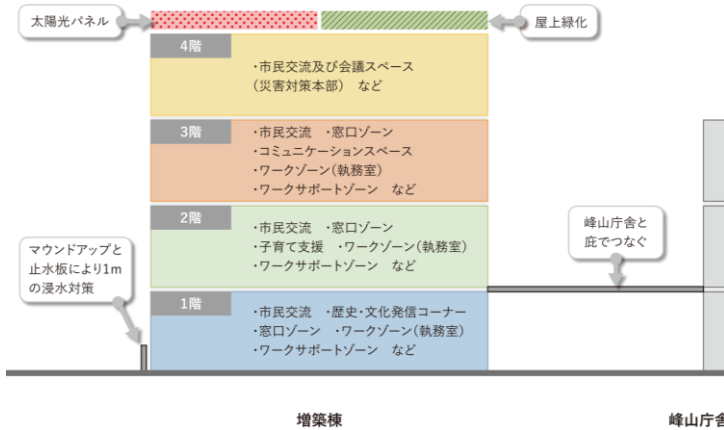 太陽光パネル
屋上緑化
4階
・市民交流及び会議スペース
(災害対策本部) など
3階
・市民交流 ・窓口ゾーン
・コミュニケーションスペース
・ワークゾーン(執務室)
・ワークサポートゾーン など
2階
・市民交流 ・窓口ゾーン
・子育て支援 ・ワークゾーン(執務室)
・ワークサポートゾーン など
峰山庁舎と
庇でつなぐ
マウンドアップと
止水板により1m
の浸水対策
1階
・市民交流 ・歴史・文化発信コーナー
・窓口ゾーン ・ワークゾーン(執務室)
・ワークサポートゾーン など
増築棟
峰山庁舎